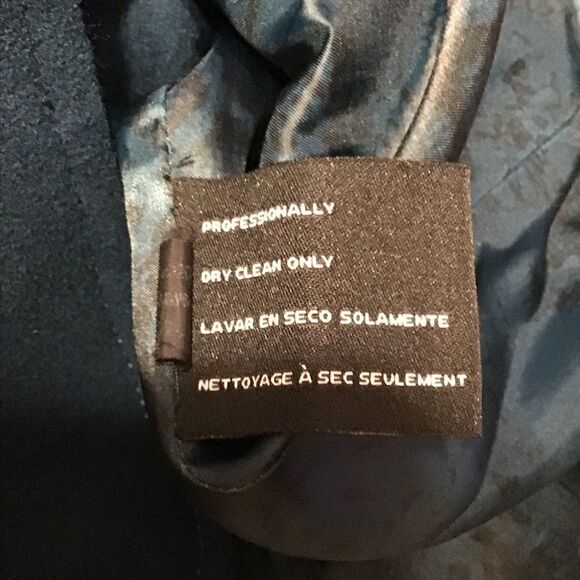 PROFESSIONALLY
DRY CLEAN ONLY
LAVAR EN SECO SOLAMENTE
NETTOYAGE À SEC SEULEMENT